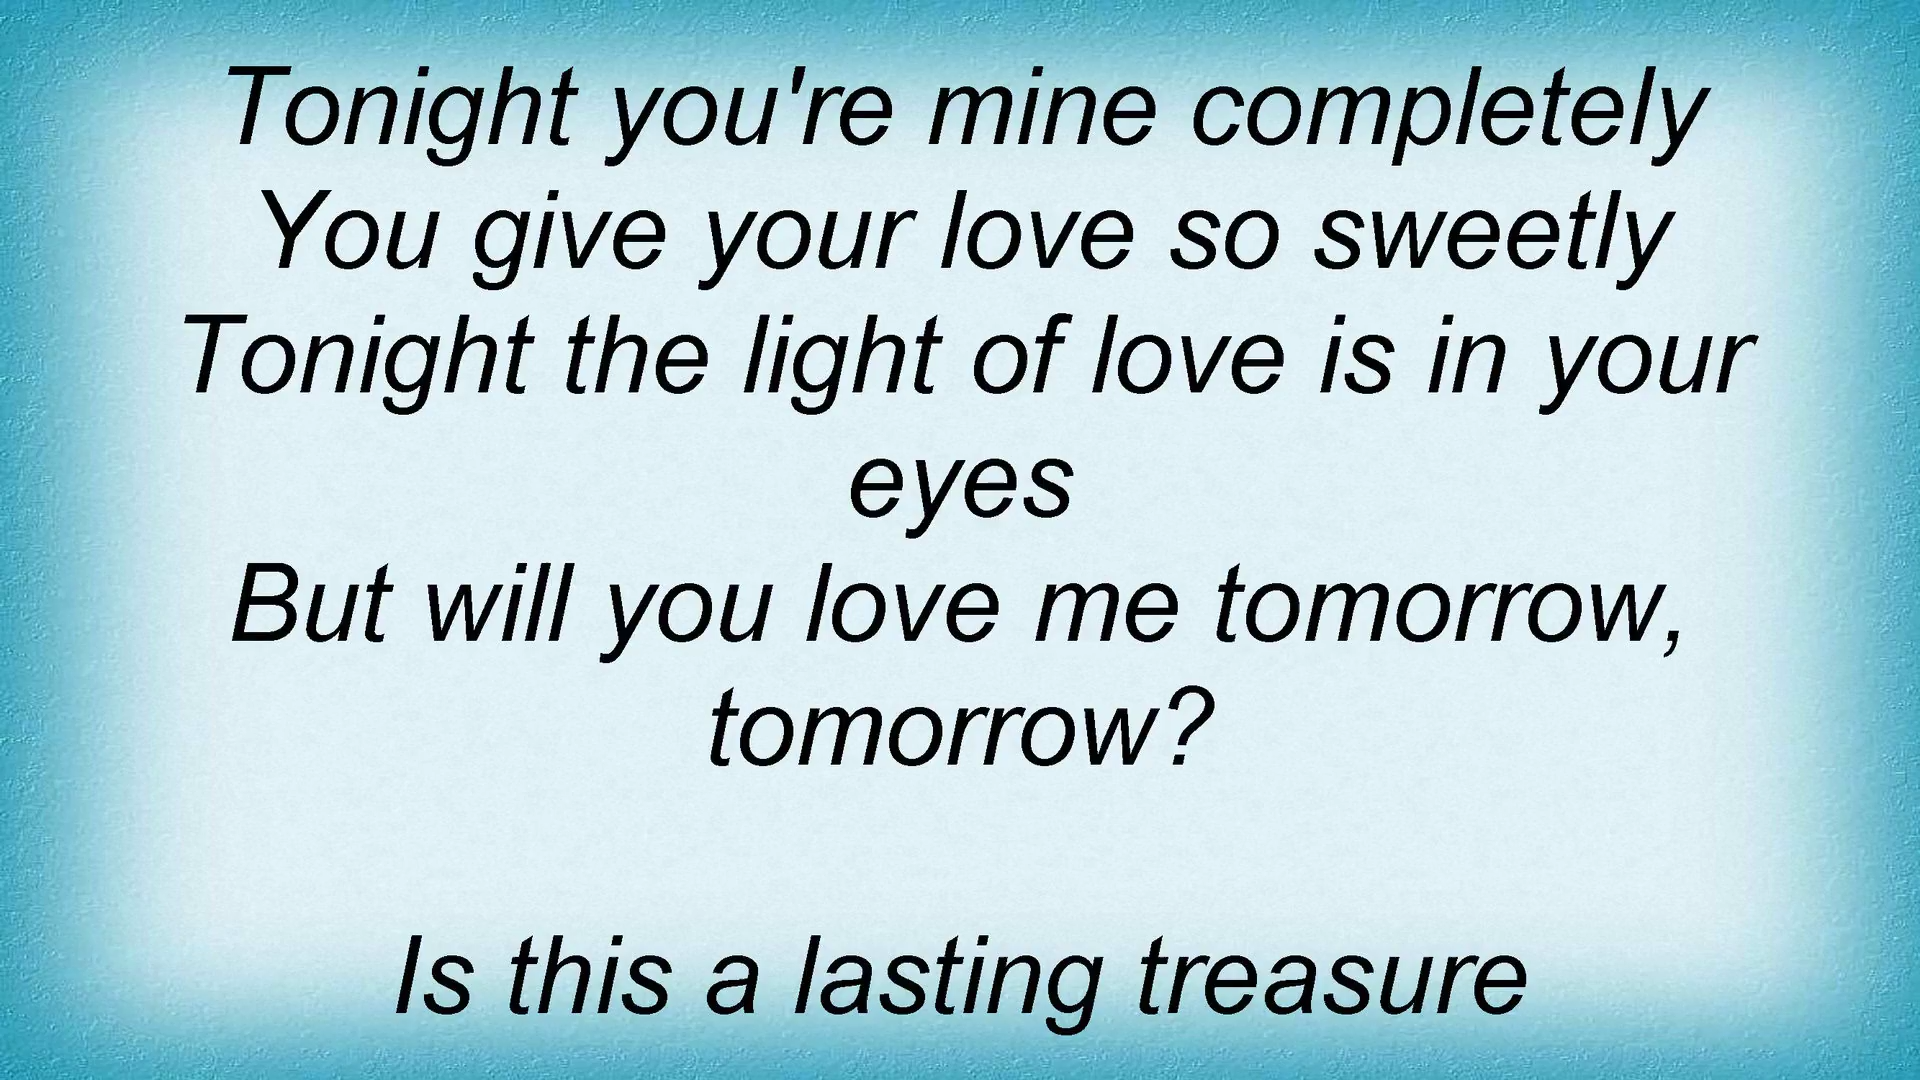 Tonight you're mine completely
You give your love so sweetly
Tonight the light of love is in your
eyes
But will you love me tomorrow,
tomorrow?
Is this a lasting treasure